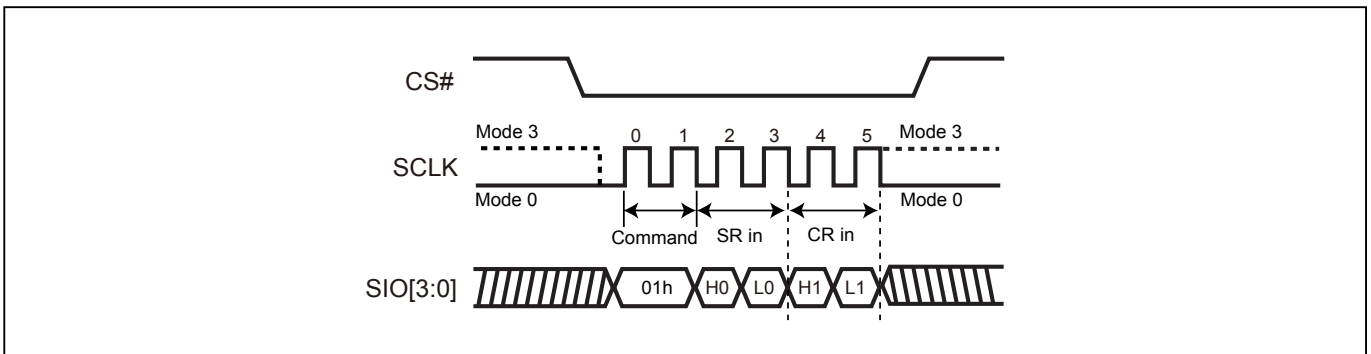 CS#
Mode 3
0 1 2 3 4 5
Mode 3
SCLK
Mode 0
Mode 0
Command
SR in
CR in
SIO[3:0]
01h
H0
L0
H1
L1